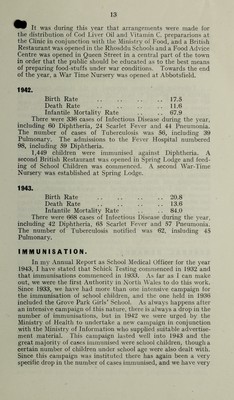 13
It was during this year that arrangements were made for
the distribution of Cod Liver Oil and Vitamin C. preparations at
the Clinic in conjunction with the Ministry of Food, and a British
Restaurant was opened in the Rhosddu Schools and a Food Advice
Centre was opened in Queen Street in a central part of the town
in order that the public should be educated as to the best means
of preparing food-stuffs under war conditions. Towards the end
of the year, a War Time Nursery was opened at Abbotsfield.
1942.
Birth Rate .. .. .. .. 17.5
Death Rate .. .. .. .. 11.6
Infantile Mortality Rate .. .. 67.9
There were 336 cases of Infectious Disease during the year,
including 60 Diphtheria, 24 Scarlet Fever and 44 Pneumonia.
The number of cases of Tuberculosis was 86, including 39
Pulmonary. The admissions to the Fever Hospital numbered
98, including 59 Diphtheria.
1,449 children were immunised against Diphtheria. A
second British Restaurant was opened in Spring Lodge and feed-
ing of School Children was commenced. A second War-Time
Nursery was established at Spring Lodge.
1943.
Birth Rate .. .. .. .. 20.8
Death Rate .. .. .. .. 13.6
Infantile Mortality Rate .. .. 84.0
There were 668 cases of Infectious Disease during the year,
including 42 Diphtheria, 65 Scarlet Fever and 57 Pneumonia.
The number of Tuberculosis notified was 62, including 43
Pulmonary.
IMMUNISATION.
In my Annual Report as School Medical Officer for the year
1943, I have stated that Schick Testing commenced in 1932 and
that immunisations commenced in 1933. As far as I can make
out, we were the first Authority in North Wales to do this work.
Since 1933, we have had more than one intensive campaign for
the immunisation of school children, and the one held in 1936
included the Grove Park Girls' School. As always happens after
an intensive campaign of this nature, there is always a drop in the
number of immunisations, but in 1942 we were urged by the
Ministry of Health to undertake a new campaign in conjunction
with the Ministry of Information who supplied suitable advertise-
ment material. This campaign lasted well into 1943 and the
great majority of cases immunised were school children, though a
certain number of children under school age were also dealt with.
Since this campaign was instituted there has again been a very
specific drop in the number of cases immunised, and we have very